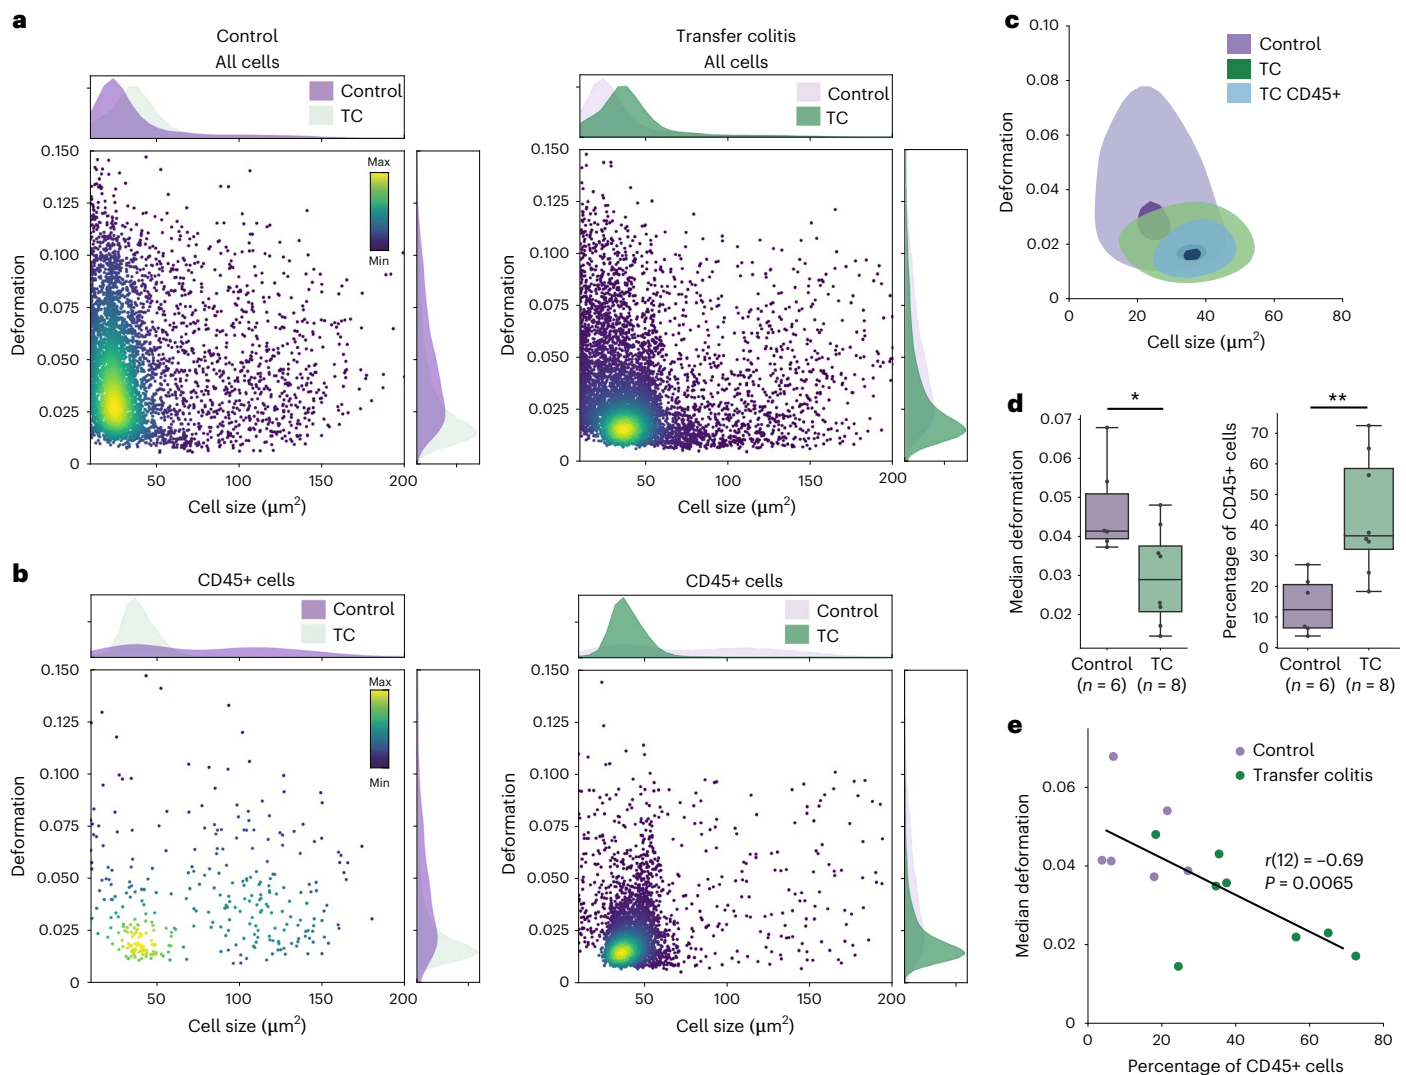 a
Control
All cells
Control
TC
0.150
0.125
0.100
0.075
0.050
0.025
0
Deformation
Max
Min
50
100
150
200
Cell size (μm²)
Transfer colitis
All cells
Control
TC
0.150
0.125
0.100
0.075
0.050
0.025
0
Deformation
50
100
150
200
Cell size (μm²)
b
CD45+ cells
Control
TC
0.150
0.125
0.100
0.075
0.050
0.025
0
Deformation
Max
Min
50
100
150
200
Cell size (μm²)
CD45+ cells
Control
TC
0.150
0.125
0.100
0.075
0.050
0.025
0
Deformation
50
100
150
200
Cell size (μm²)
c
0.10
0.08
0.06
0.04
0.02
0
Deformation
Control
TC
TC CD45+
0
20
40
60
80
Cell size (μm²)
d
*
0.07
0.06
0.05
0.04
0.03
0.02
Median deformation
Control
(n = 6)
TC
(n = 8)
**
70
60
50
40
30
20
10
0
Percentage of CD45+ cells
Control
(n = 6)
TC
(n = 8)
e
Control
Transfer colitis
0.06
0.04
0.02
0
Median deformation
r(12) = −0.69
P = 0.0065
0
20
40
60
80
Percentage of CD45+ cells